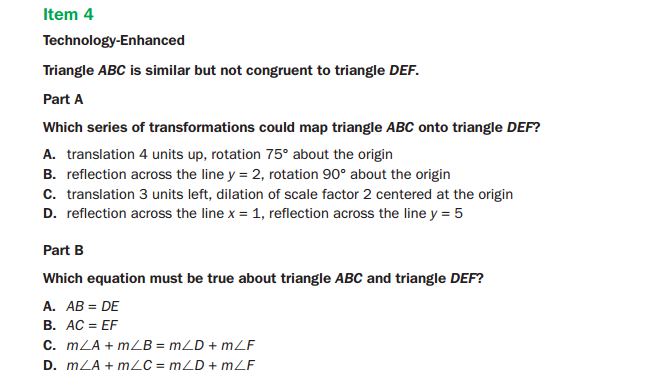 Item 4
Technology-Enhanced
Triangle ABC is similar but not congruent to triangle DEF.
Part A
Which series of transformations could map triangle ABC onto triangle DEF?
A. translation 4 units up, rotation 75° about the origin
B. reflection across the line y = 2, rotation 90° about the origin
C. translation 3 units left, dilation of scale factor 2 centered at the origin
D. reflection across the line x = 1, reflection across the line y = 5
Part B
Which equation must be true about triangle ABC and triangle DEF?
A. AB = DE
B. AC = EF
C. m∠A + m∠B = m∠D + m∠F
D. m∠A + m∠C = m∠D + m∠F